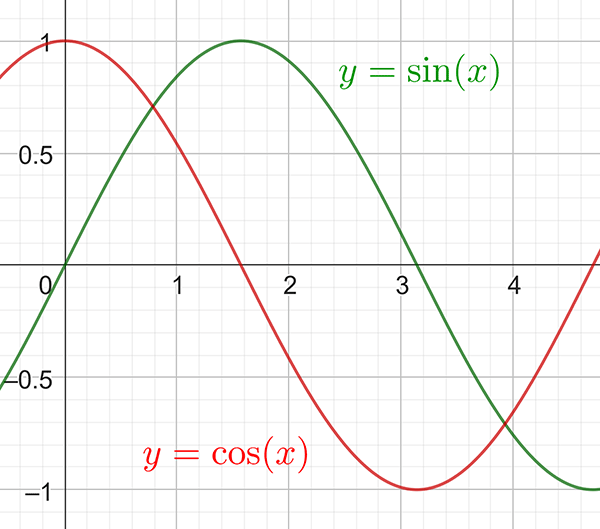 1
y = sin(x)
0.5
0 1 2 3 4
–0.5
y = cos(x)
–1